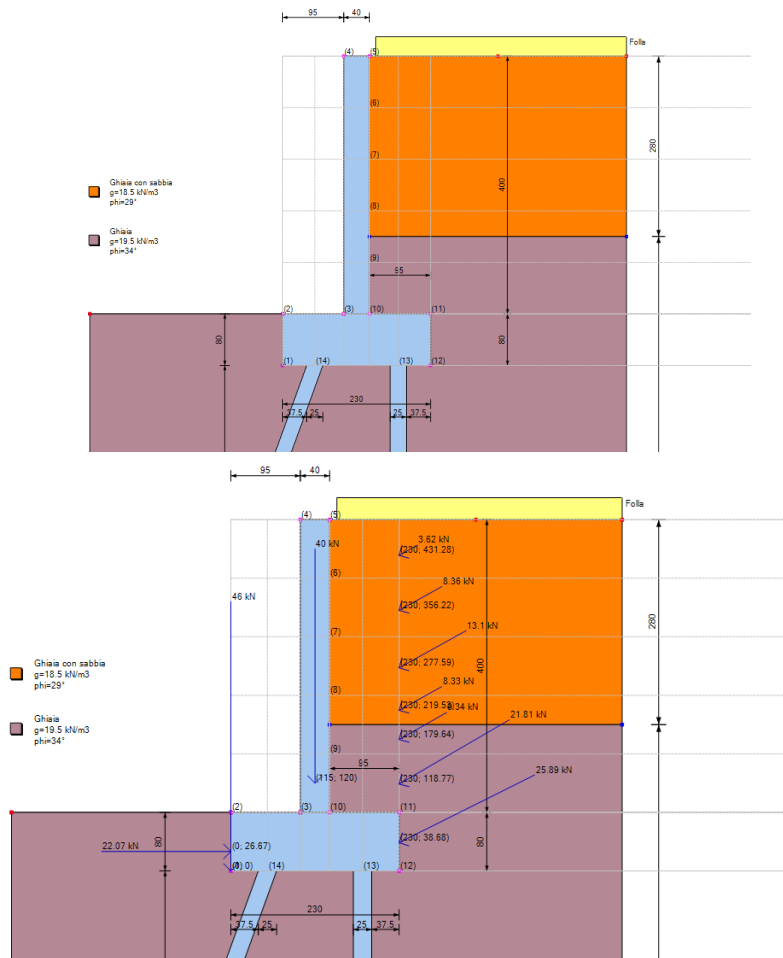 95
40
Folla
(4)
(5)
(6)
(7)
(8)
(9)
400
280
Ghiaia con sabbia
g=18.5 kN/m3
phi=29°
Ghiaia
g=19.5 kN/m3
phi=34°
95
(2)
(3)
(10)
(11)
80
80
(1)
(14)
(13)
(12)
230
37.5
25
25
37.5
95
40
Folla
(4)
(5)
3.62 kN
40 kN
(230; 431.28)
(6)
8.36 kN
46 kN
(230; 356.22)
13.1 kN
(7)
(230; 277.59)
400
280
Ghiaia con sabbia
g=18.5 kN/m3
phi=29°
8.33 kN
(8)
(230; 219.53)
21.81 kN
Ghiaia
g=19.5 kN/m3
phi=34°
(230; 179.64)
(9)
95
25.89 kN
(115; 120)
(230; 118.77)
(2)
(3)
(10)
(11)
80
80
22.07 kN
(0; 26.67)
(230; 38.68)
(14)
(13)
(12)
230
37.5
25
25
37.5